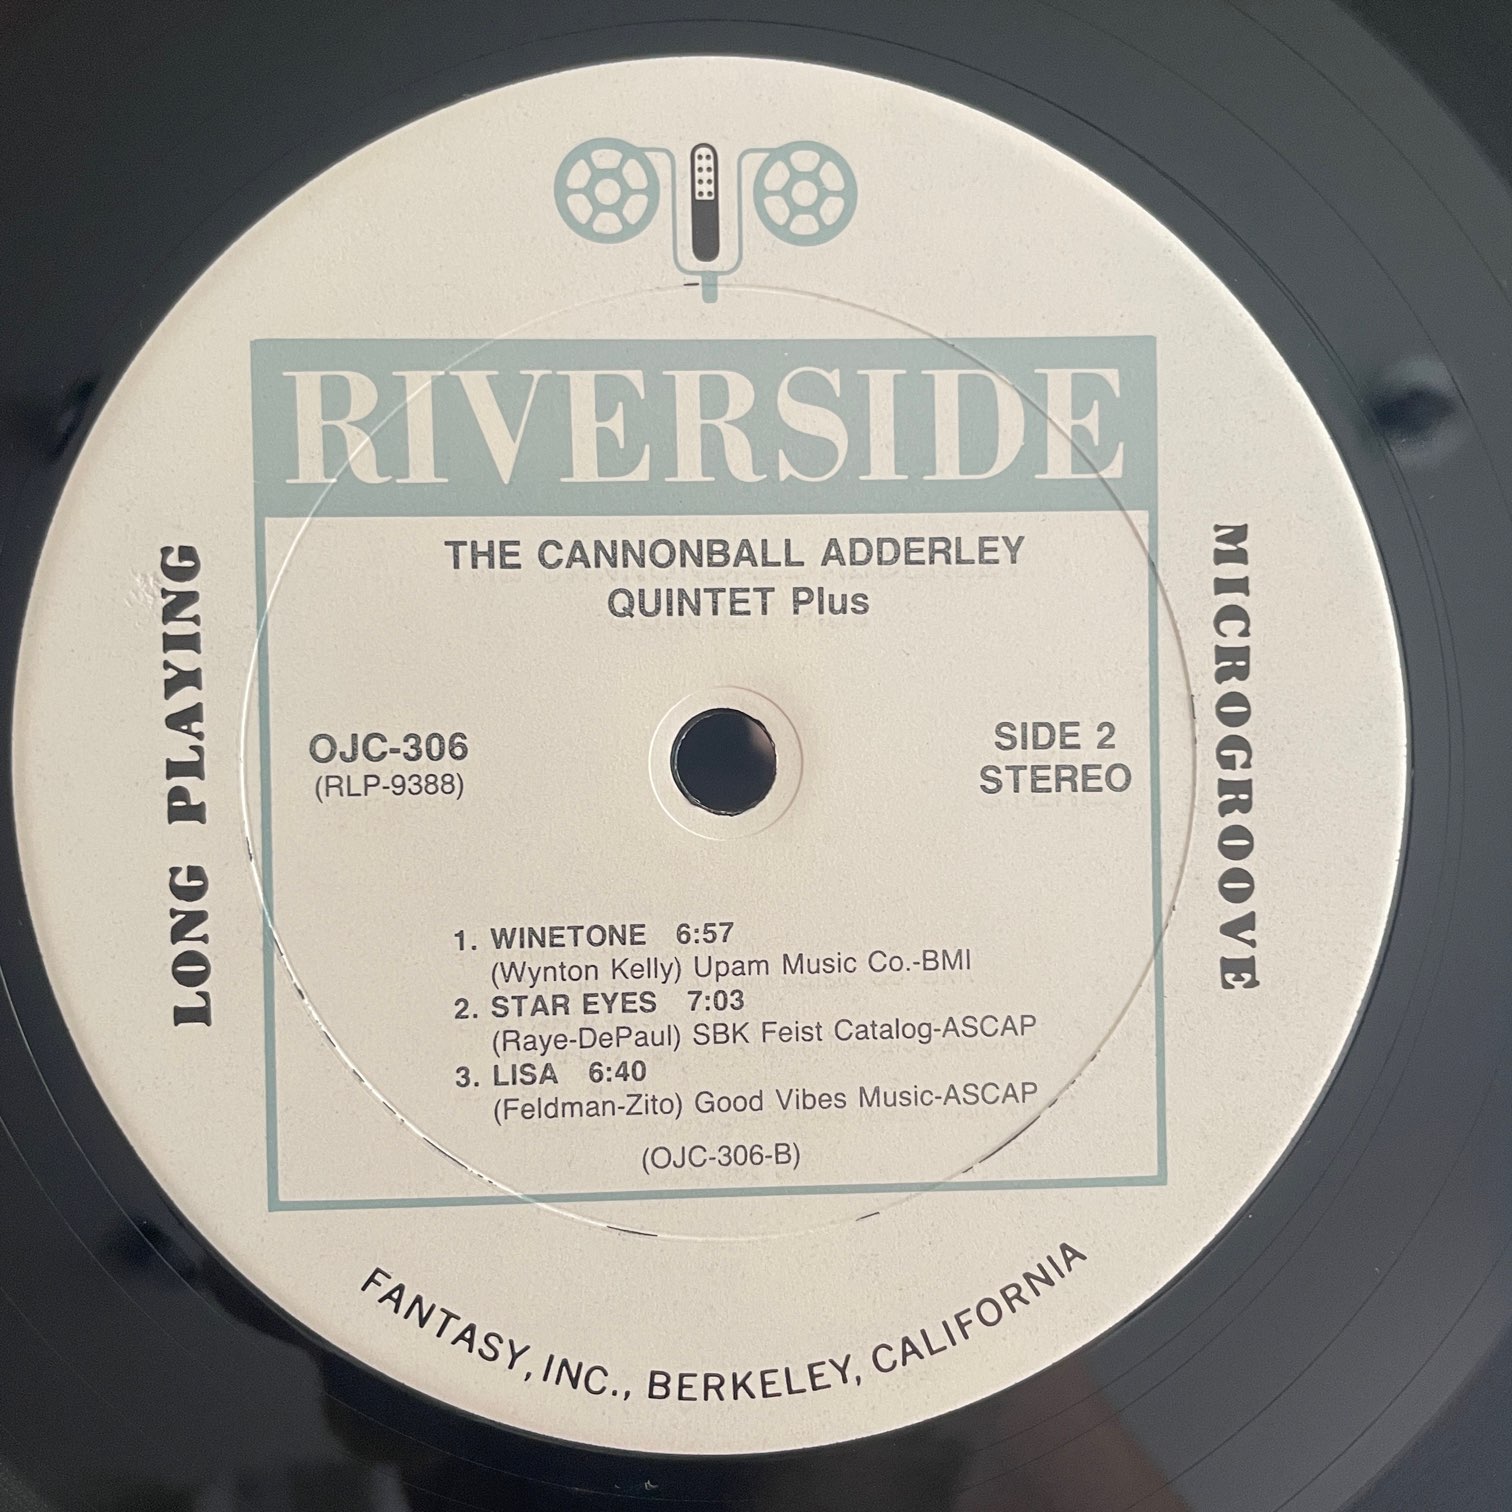 RIVERSIDE
THE CANNONBALL ADDERLEY
QUINTET Plus
LONG PLAYING
MICROGROOVE
OJC-306
(RLP-9388)
SIDE 2
STEREO
1. WINETONE 6:57
(Wynton Kelly) Upam Music Co.-BMI
2. STAR EYES 7:03
(Raye-DePaul) SBK Feist Catalog-ASCAP
3. LISA 6:40
(Feldman-Zito) Good Vibes Music-ASCAP
(OJC-306-B)
FANTASY, INC., BERKELEY, CALIFORNIA